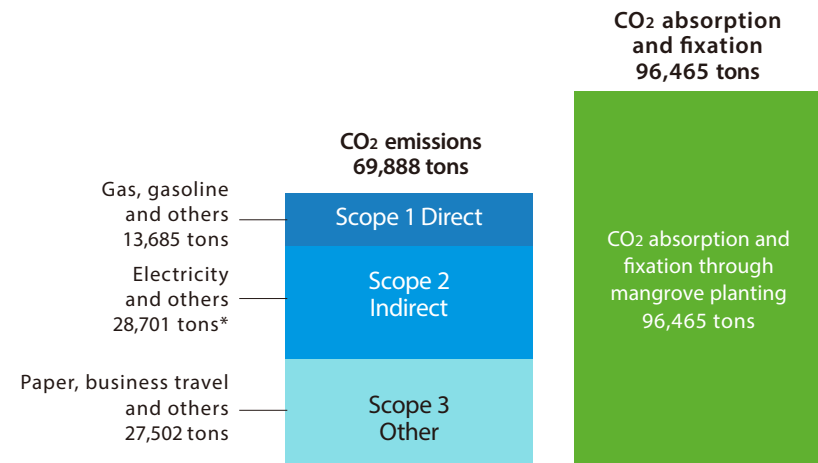 CO2 absorption
and fixation
96,465 tons
CO2 emissions
69,888 tons
Gas, gasoline
and others
13,685 tons
Scope 1 Direct
Electricity
and others
28,701 tons*
Scope 2
Indirect
Paper, business travel
and others
27,502 tons
Scope 3
Other
CO2 absorption and
fixation through
mangrove planting
96,465 tons